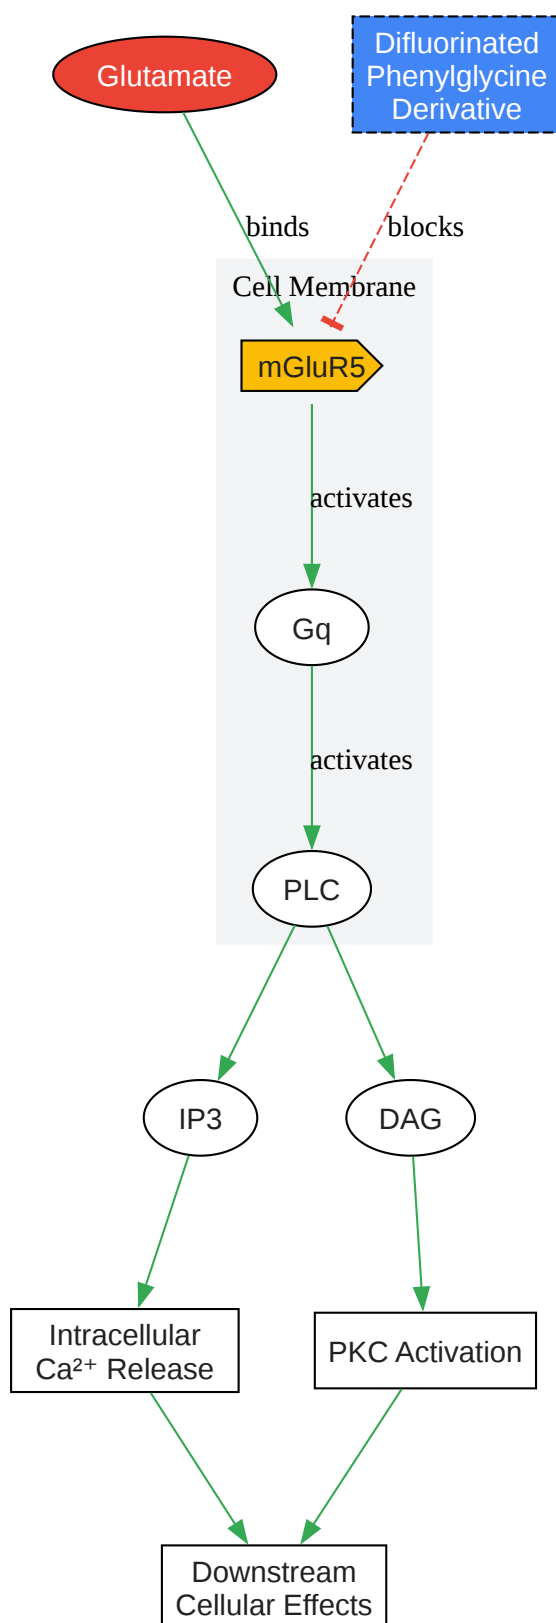 Glutamate
Difluorinated
Phenylglycine
Derivative
binds
blocks
Cell Membrane
mGluR5
activates
Gq
activates
PLC
IP3
DAG
Intracellular
Ca²⁺ Release
PKC Activation
Downstream
Cellular Effects